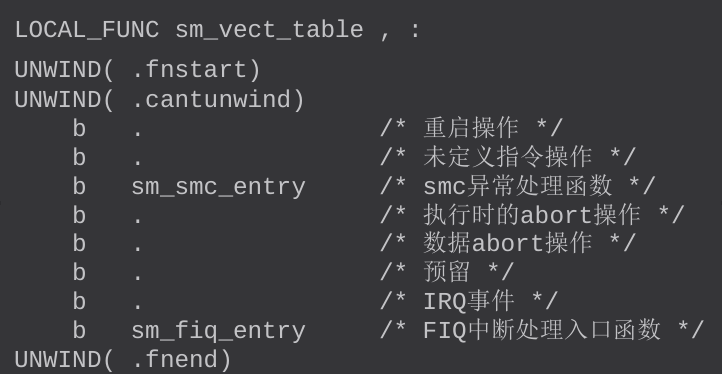 LOCAL_FUNC sm_vect_table , :
UNWIND( .fnstart)
UNWIND( .cantunwind)
b . /* 重启操作 */
b . /* 未定义指令操作 */
b sm_smc_entry /* smc异常处理函数 */
b . /* 执行时的abort操作 */
b . /* 数据abort操作 */
b . /* 预留 */
b . /* IRQ事件 */
b sm_fiq_entry /* FIQ中断处理入口函数 */
UNWIND( .fnend)